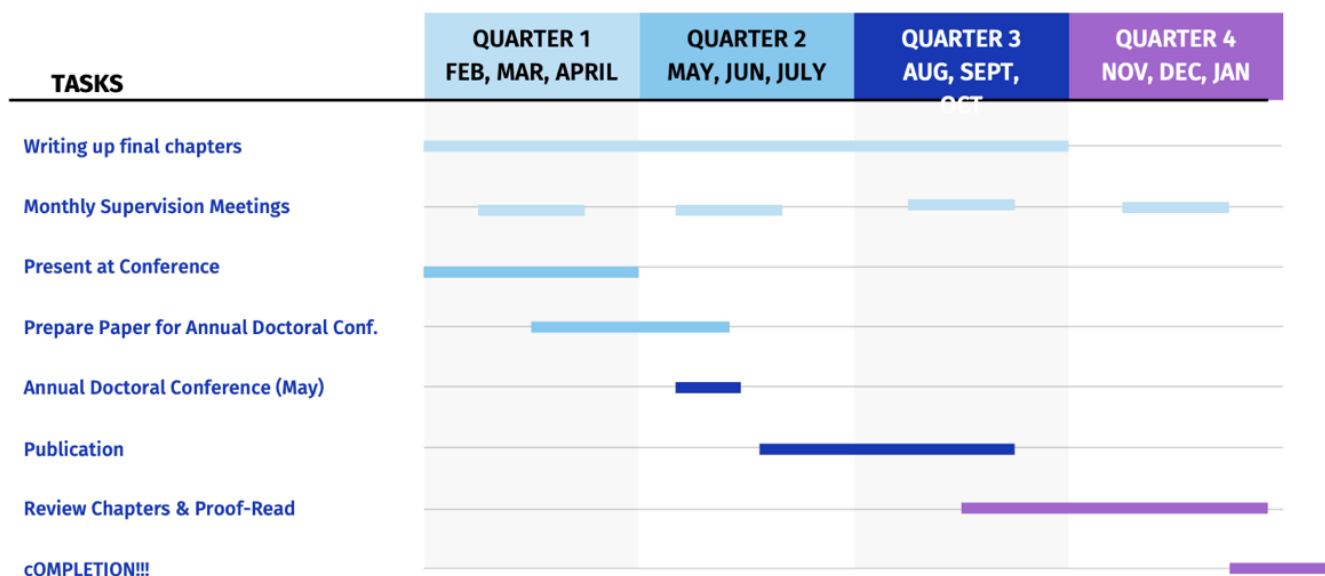 QUARTER 1
FEB, MAR, APRIL
QUARTER 2
MAY, JUN, JULY
QUARTER 3
AUG, SEPT,
OCT
QUARTER 4
NOV, DEC, JAN
TASKS
Writing up final chapters
Monthly Supervision Meetings
Present at Conference
Prepare Paper for Annual Doctoral Conf.
Annual Doctoral Conference (May)
Publication
Review Chapters & Proof-Read
cOMPLETION!!!